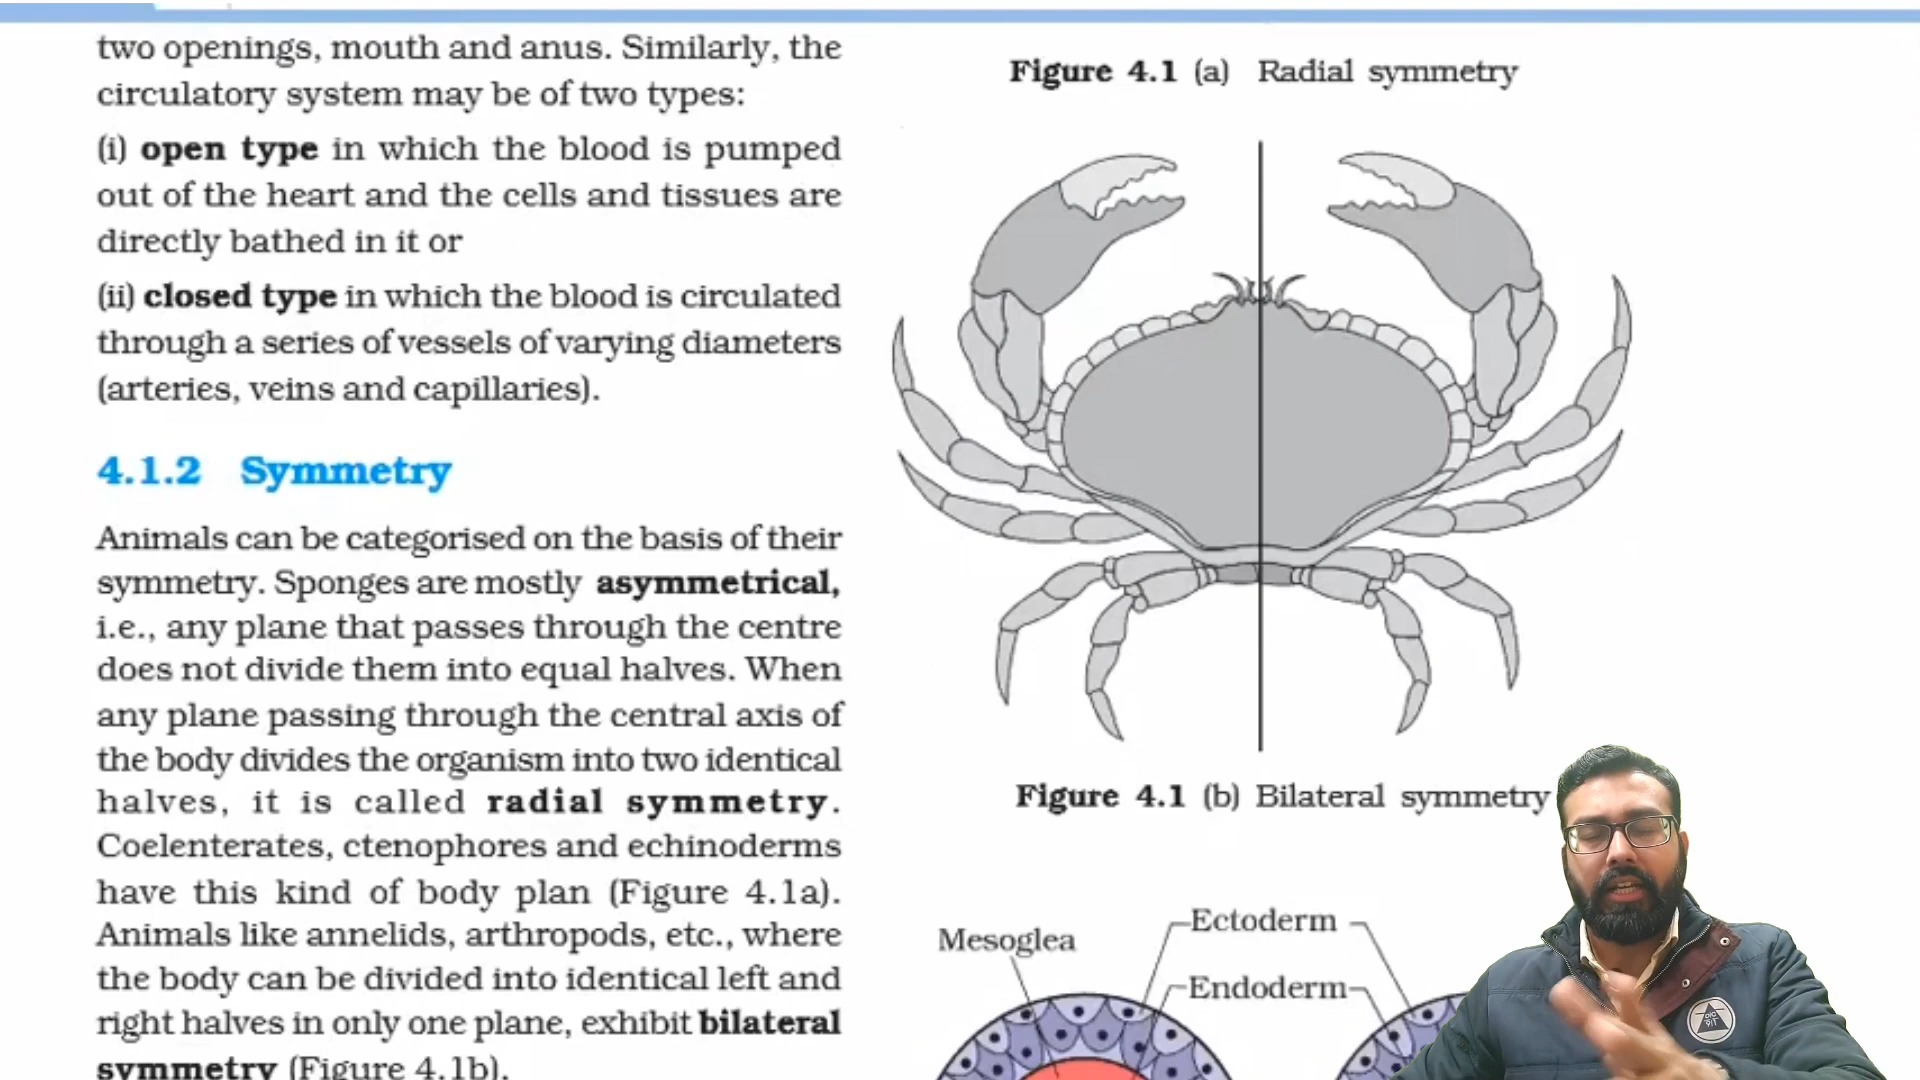 two openings, mouth and anus. Similarly, the
circulatory system may be of two types:
(i) open type in which the blood is pumped
out of the heart and the cells and tissues are
directly bathed in it or
(ii) closed type in which the blood is circulated
through a series of vessels of varying diameters
(arteries, veins and capillaries).
4.1.2 Symmetry
Animals can be categorised on the basis of their
symmetry. Sponges are mostly asymmetrical,
i.e., any plane that passes through the centre
does not divide them into equal halves. When
any plane passing through the central axis of
the body divides the organism into two identical
halves, it is called radial symmetry.
Coelenterates, ctenophores and echinoderms
have this kind of body plan (Figure 4.1a).
Animals like annelids, arthropods, etc., where
the body can be divided into identical left and
right halves in only one plane, exhibit bilateral
symmetry (Figure 4.1b).
Figure 4.1 (a) Radial symmetry
Figure 4.1 (b) Bilateral symmetry
Ectoderm
Mesoglea
Endoderm